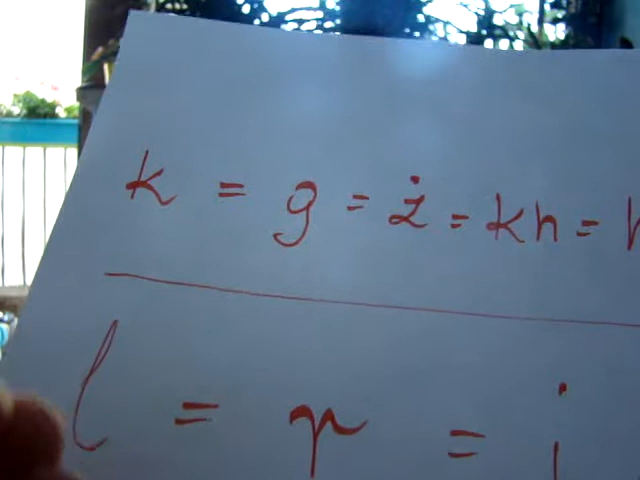 k = g = ż = kh = h
l = r = i